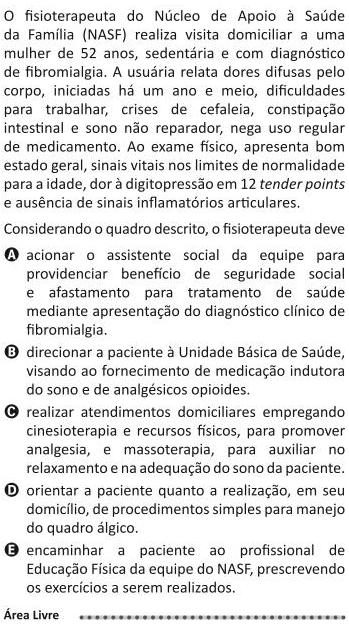 O fisioterapeuta do Núcleo de Apoio à Saúde
da Família (NASF) realiza visita domiciliar a uma
mulher de 52 anos, sedentária e com diagnóstico
de fibromialgia. A usuária relata dores difusas pelo
corpo, iniciadas há um ano e meio, dificuldades
para trabalhar, crises de cefaleia, constipação
intestinal e sono não reparador, nega uso regular
de medicamento. Ao exame físico, apresenta bom
estado geral, sinais vitais nos limites de normalidade
para a idade, dor à digitopressão em 12 tender points
e ausência de sinais inflamatórios articulares.
Considerando o quadro descrito, o fisioterapeuta deve
A acionar o assistente social da equipe para
providenciar benefício de seguridade social
e afastamento para tratamento de saúde
mediante apresentação do diagnóstico clínico de
fibromialgia.
B direcionar a paciente à Unidade Básica de Saúde,
visando ao fornecimento de medicação indutora
do sono e de analgésicos opioides.
C realizar atendimentos domiciliares empregando
cinesioterapia e recursos físicos, para promover
analgesia, e massoterapia, para auxiliar no
relaxamento e na adequação do sono da paciente.
D orientar a paciente quanto a realização, em seu
domicílio, de procedimentos simples para manejo
do quadro álgico.
E encaminhar a paciente ao profissional de
Educação Física da equipe do NASF, prescrevendo
os exercícios a serem realizados.
Área Livre